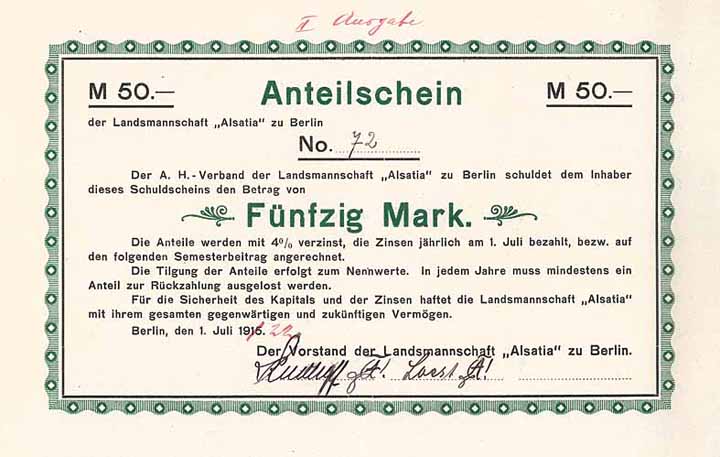 II Ausgabe
M 50.— Anteilschein M 50.—
der Landsmannschaft „Alsatia" zu Berlin
No. 72
Der A. H.-Verband der Landsmannschaft „Alsatia" zu Berlin schuldet dem Inhaber
dieses Schuldscheins den Betrag von
Fünfzig Mark.
Die Anteile werden mit 4% verzinst, die Zinsen jährlich am 1. Juli bezahlt, bezw. auf
den folgenden Semesterbeitrag angerechnet.
Die Tilgung der Anteile erfolgt zum Nennwerte. In jedem Jahre muss mindestens ein
Anteil zur Rückzahlung ausgelost werden.
Für die Sicherheit des Kapitals und der Zinsen haftet die Landsmannschaft „Alsatia"
mit ihrem gesamten gegenwärtigen und zukünftigen Vermögen.
Berlin, den 1. Juli 1915.
Der Vorstand der Landsmannschaft „Alsatia" zu Berlin.